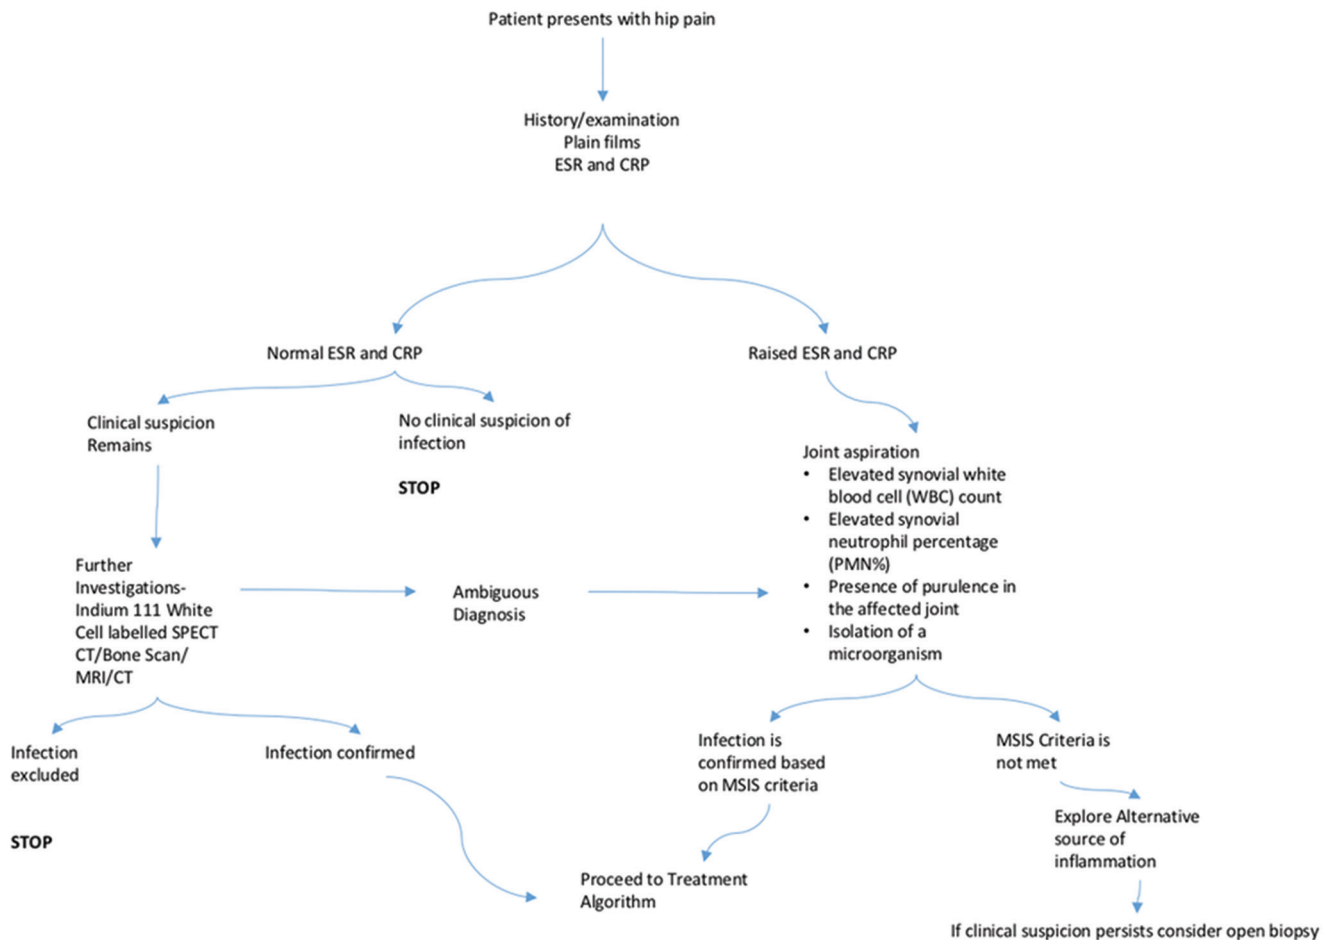 Patient presents with hip pain
History/examination
Plain films
ESR and CRP
Normal ESR and CRP
Raised ESR and CRP
Clinical suspicion
Remains
No clinical suspicion of
infection
STOP
Joint aspiration
• Elevated synovial white
blood cell (WBC) count
• Elevated synovial
neutrophil percentage
(PMN%)
• Presence of purulence in
the affected joint
• Isolation of a
microorganism
Further
Investigations-
Indium 111 White
Cell labelled SPECT
CT/Bone Scan/
MRI/CT
Ambiguous
Diagnosis
Infection
excluded
STOP
Infection confirmed
Infection is
confirmed based
on MSIS criteria
MSIS Criteria is
not met
Explore Alternative
source of
inflammation
Proceed to Treatment
Algorithm
If clinical suspicion persists consider open biopsy